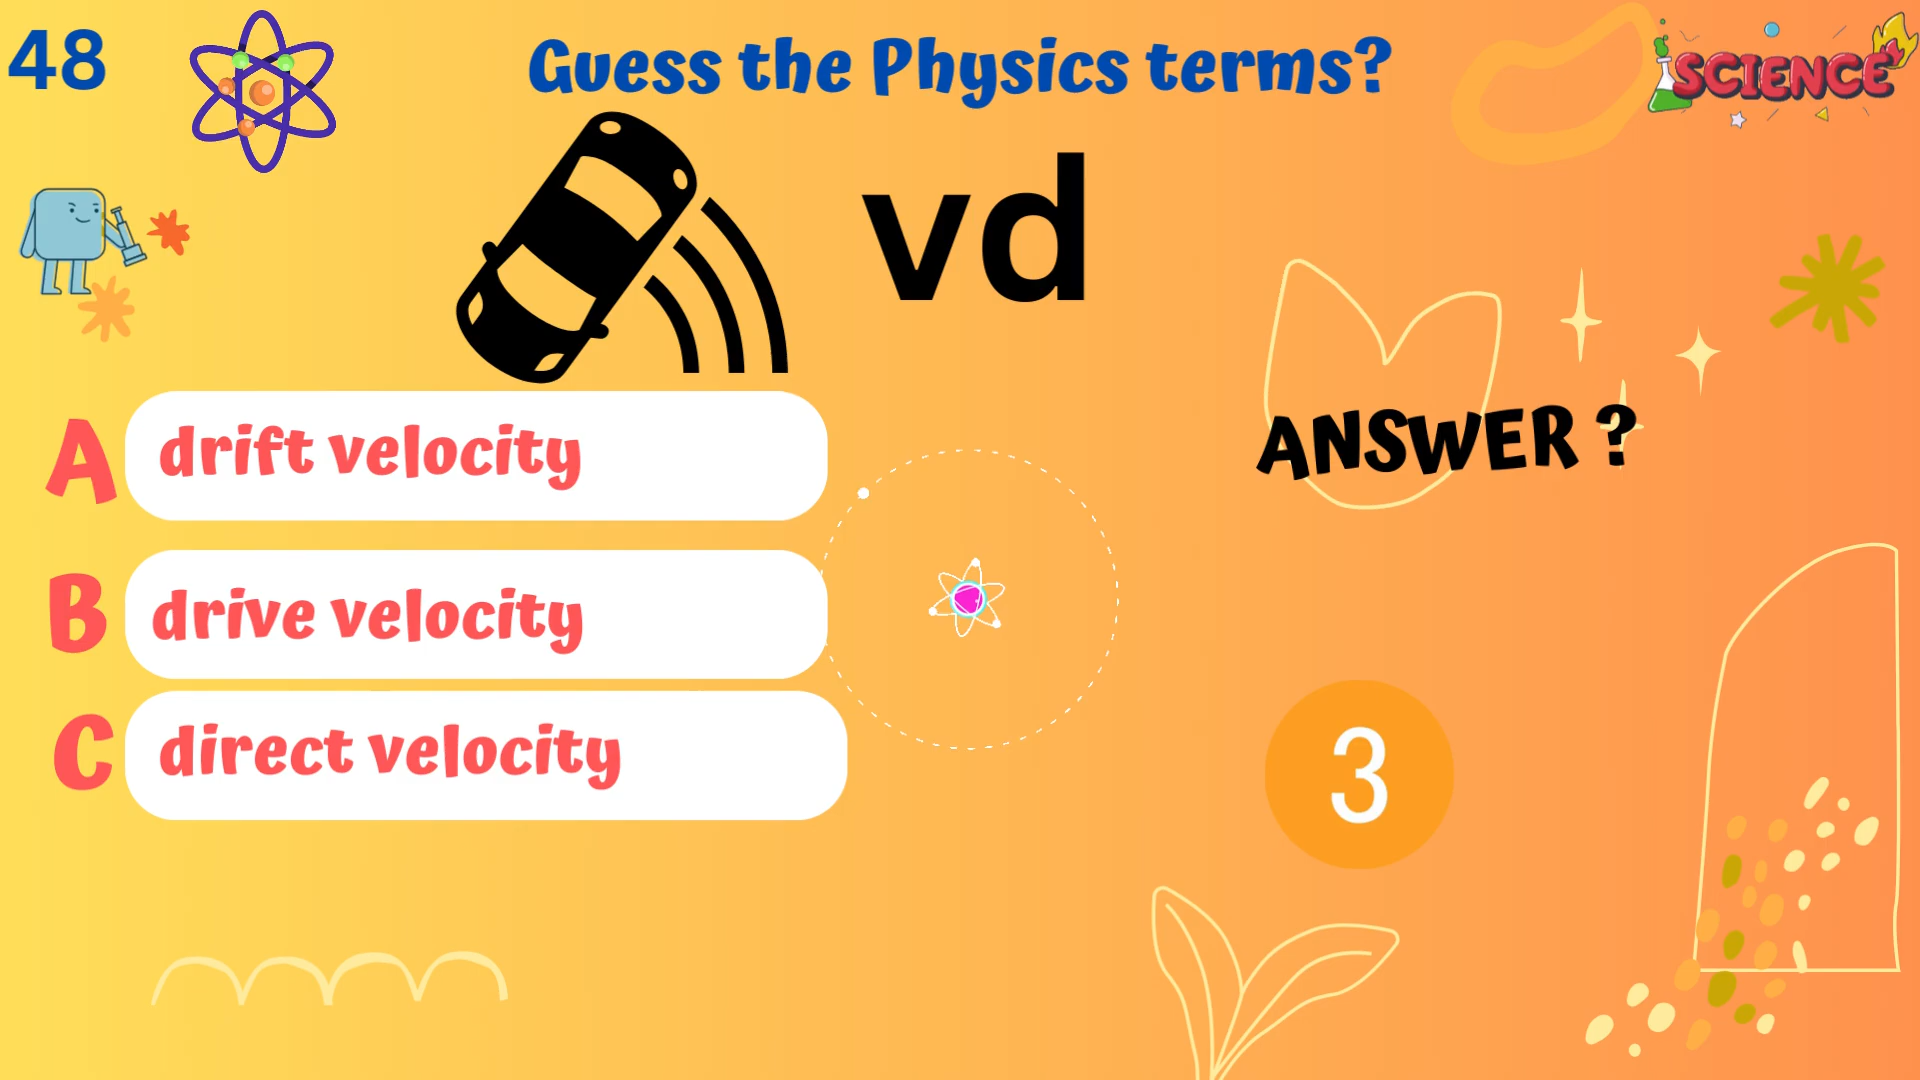 48
Guess the Physics terms?
SCIENCE
vd
A drift velocity
ANSWER ?
B drive velocity
C direct velocity
3